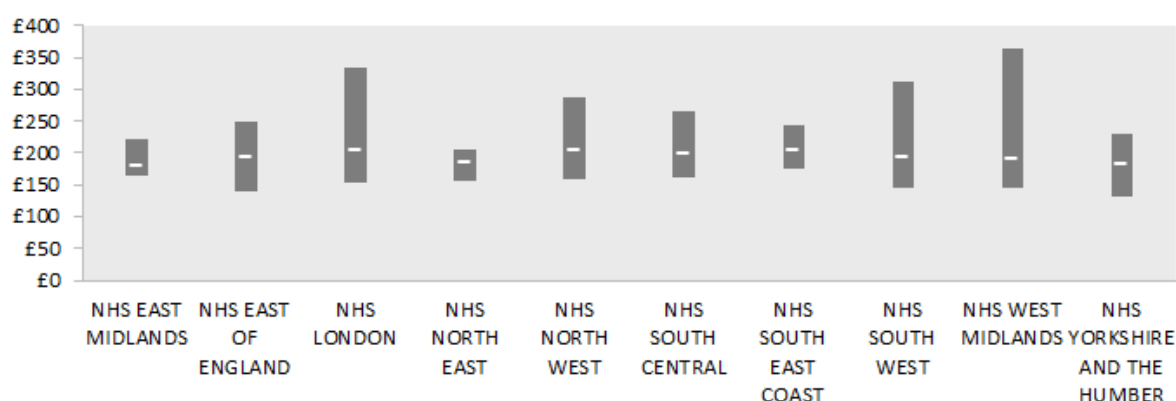 £400
£350
£300
£250
£200
£150
£100
£50
£0
NHS EAST
MIDLANDS
NHS EAST
OF
ENGLAND
NHS
LONDON
NHS
NORTH
EAST
NHS
NORTH
WEST
NHS
SOUTH
CENTRAL
NHS
SOUTH
EAST
COAST
NHS
SOUTH
WEST
NHS WEST
MIDLANDS
NHS
YORKSHIRE
AND THE
HUMBER